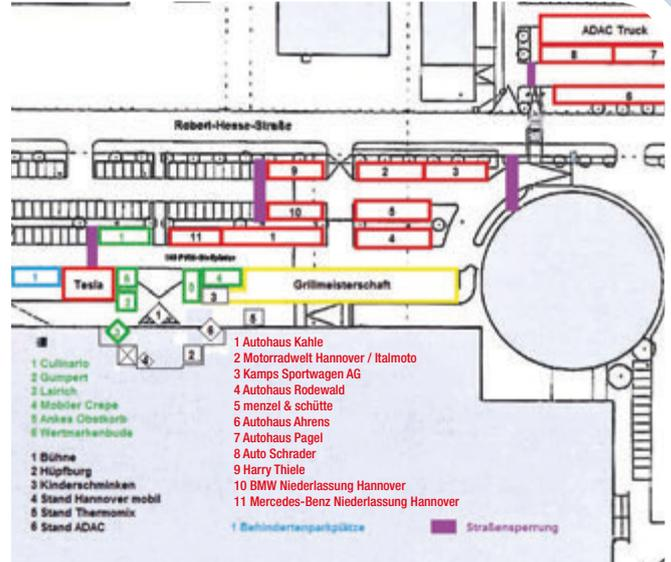 ADAC Truck
8 7
6
Robert-Hesse-Straße
9 2 3
10 5
1 11 1 4
1 Tesla 6 4 Grillmeisterschaft
3
1 5
6
4 2
1 Culinario
2 Gumpert
3 Lairich
4 Mobiler Crepe
5 Ankes Obstkorb
6 Wertmarkenbude
1 Bühne
2 Hüpfburg
3 Kinderschminken
4 Stand Hannover mobil
5 Stand Thermomix
6 Stand ADAC
1 Autohaus Kahle
2 Motorradwelt Hannover / Italmoto
3 Kamps Sportwagen AG
4 Autohaus Rodewald
5 menzel & schütte
6 Autohaus Ahrens
7 Autohaus Pagel
8 Auto Schrader
9 Harry Thiele
10 BMW Niederlassung Hannover
11 Mercedes-Benz Niederlassung Hannover
1 Behindertenparkplätze
Straßensperrung